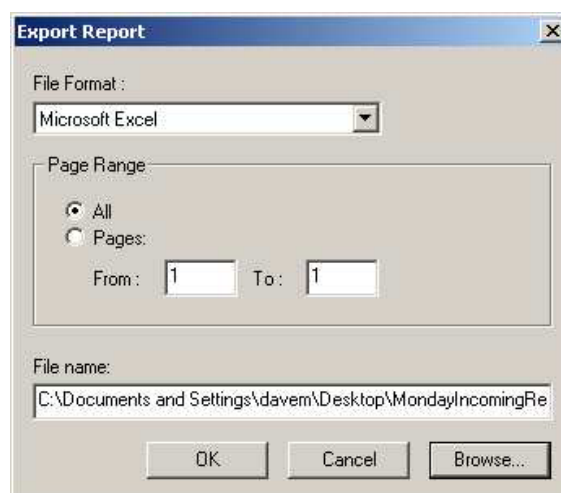 Export Report
File Format :
Microsoft Excel
Page Range
All
Pages:
From : 1 To : 1
File name:
C:\Documents and Settings\davem\Desktop\MondayIncomingRe
OK Cancel Browse...